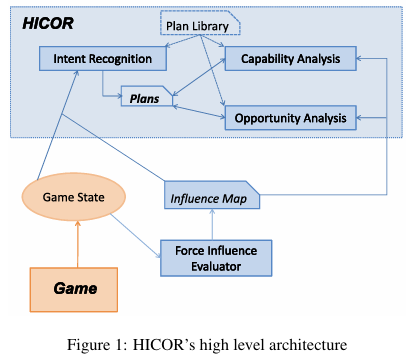 HICOR
Plan Library
Intent Recognition
Capability Analysis
Plans
Opportunity Analysis
Game State
Influence Map
Force Influence
Evaluator
Game
Figure 1: HICOR's high level architecture